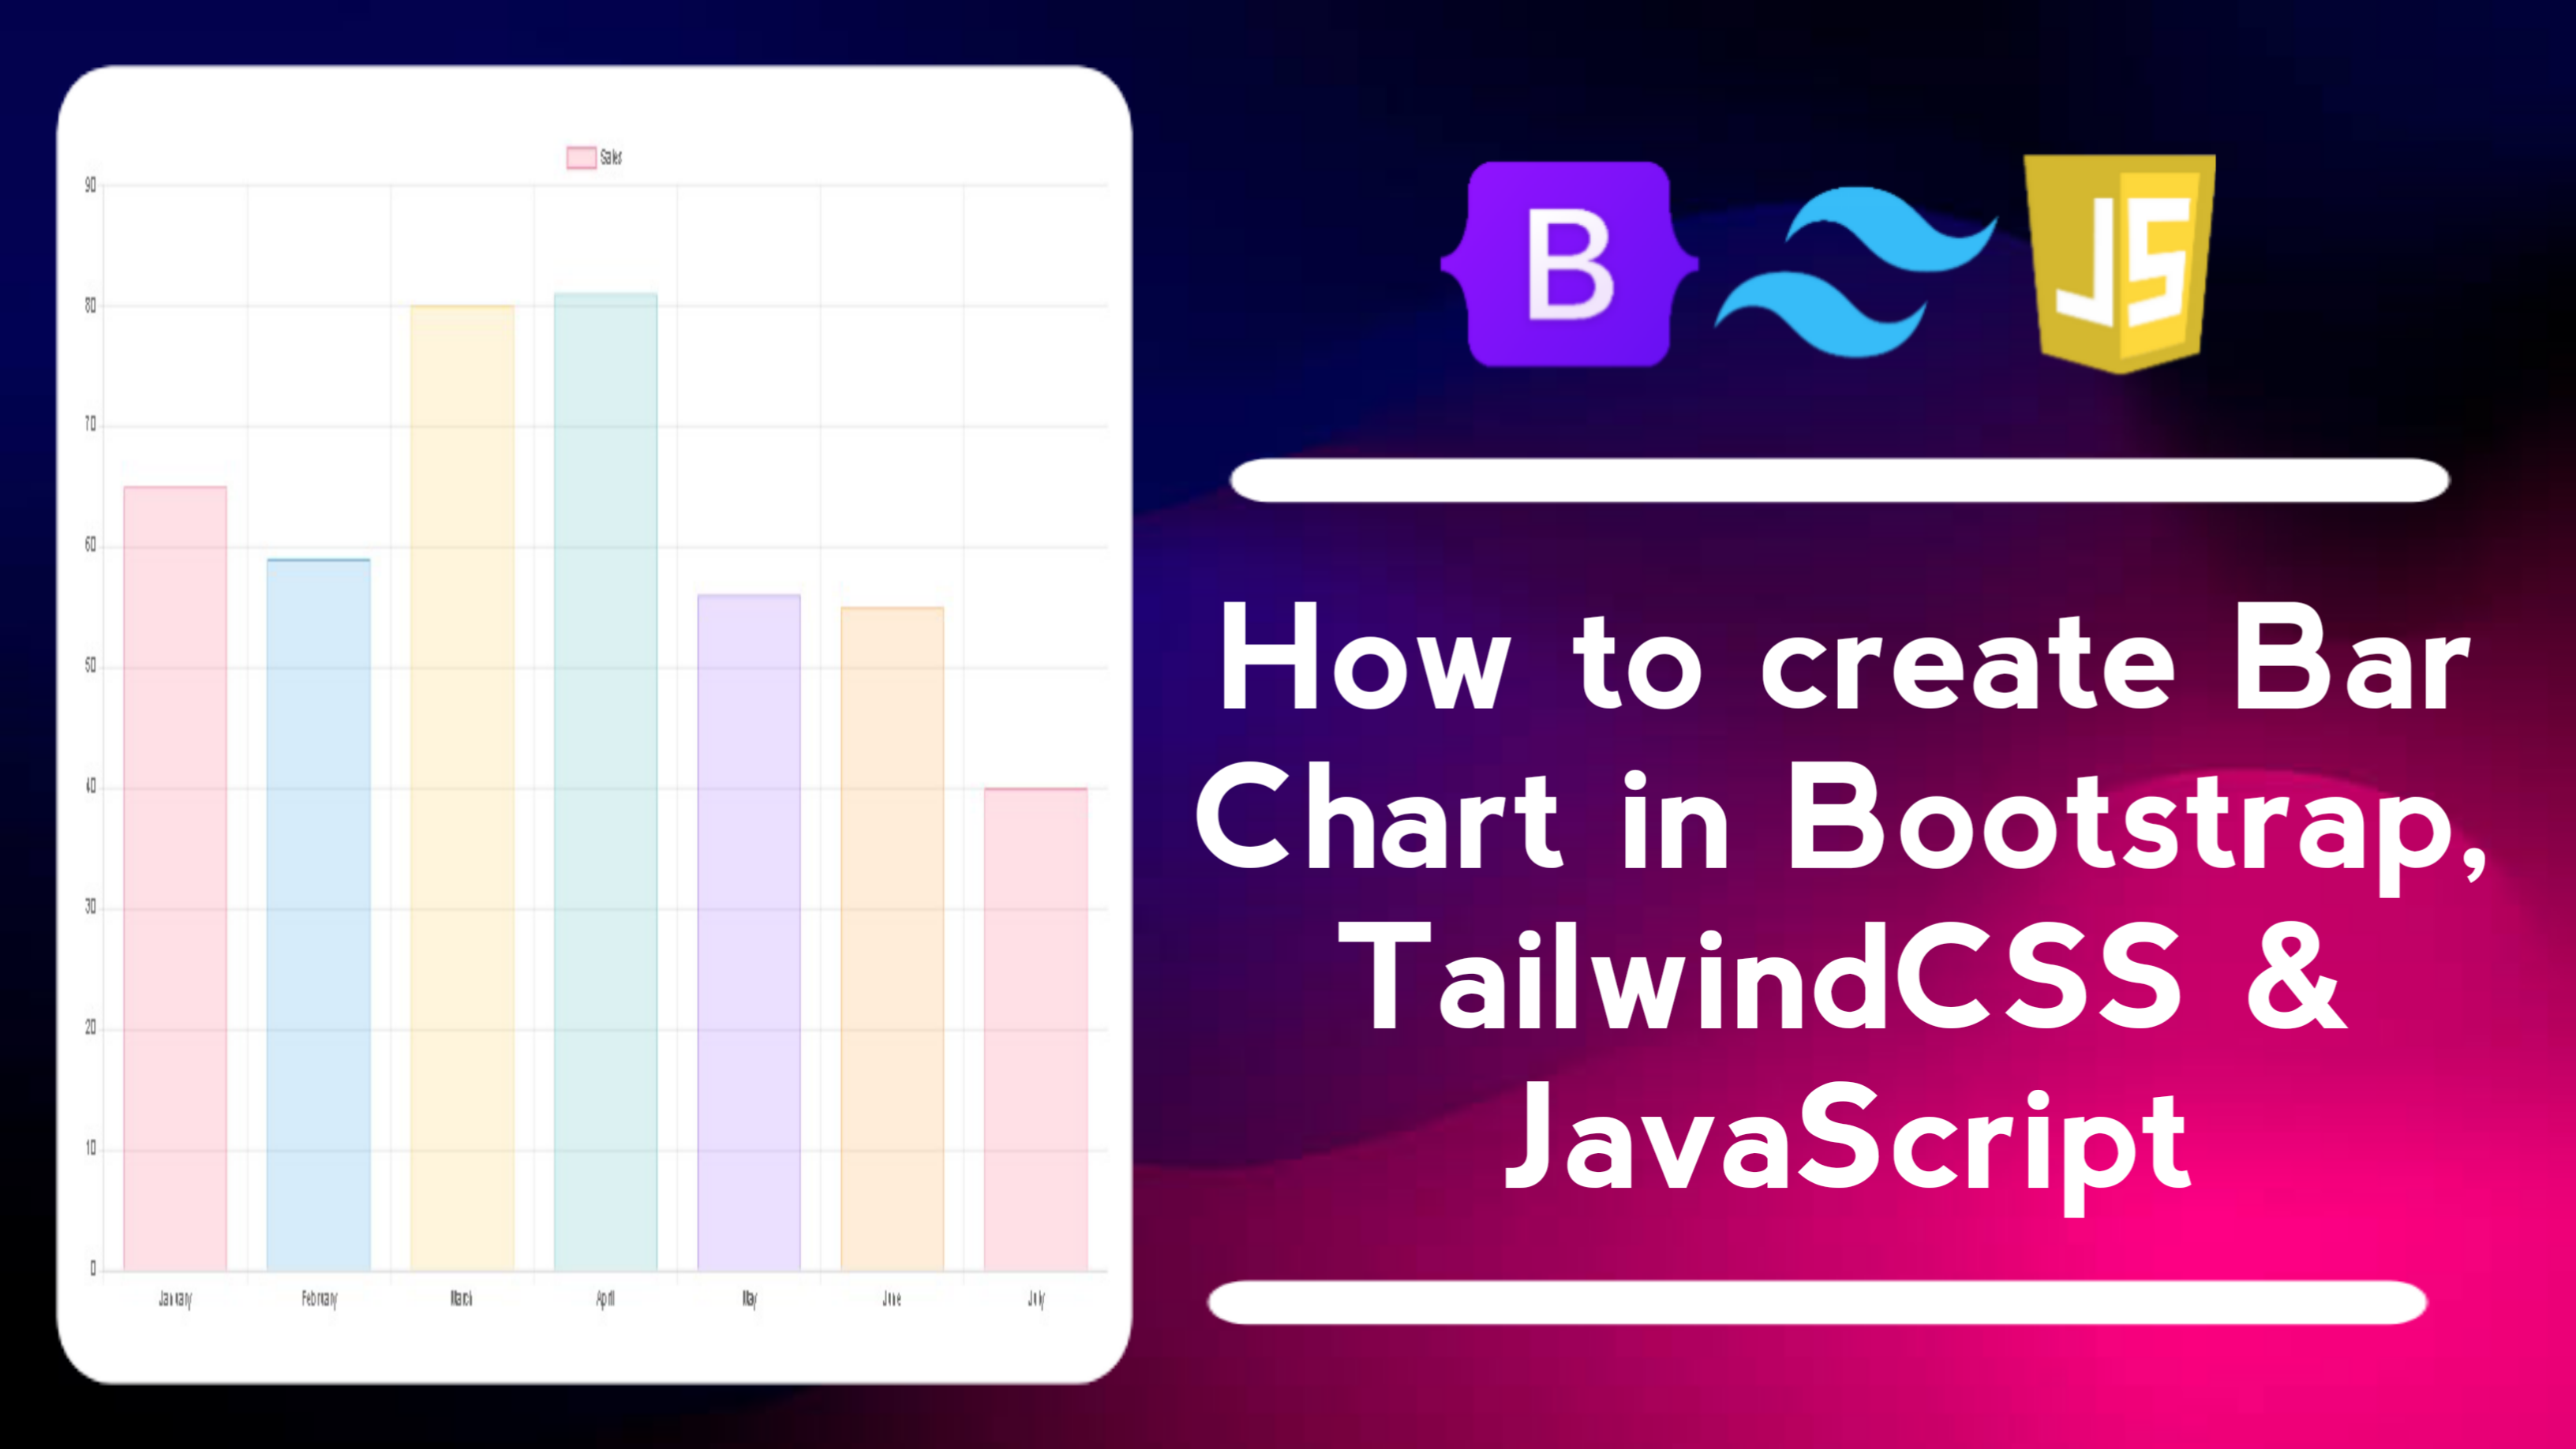 Sales
90
80
70
60
50
40
30
20
10
0
January February March April May June July
B
JS
How to create Bar
Chart in Bootstrap,
TailwindCSS &
JavaScript